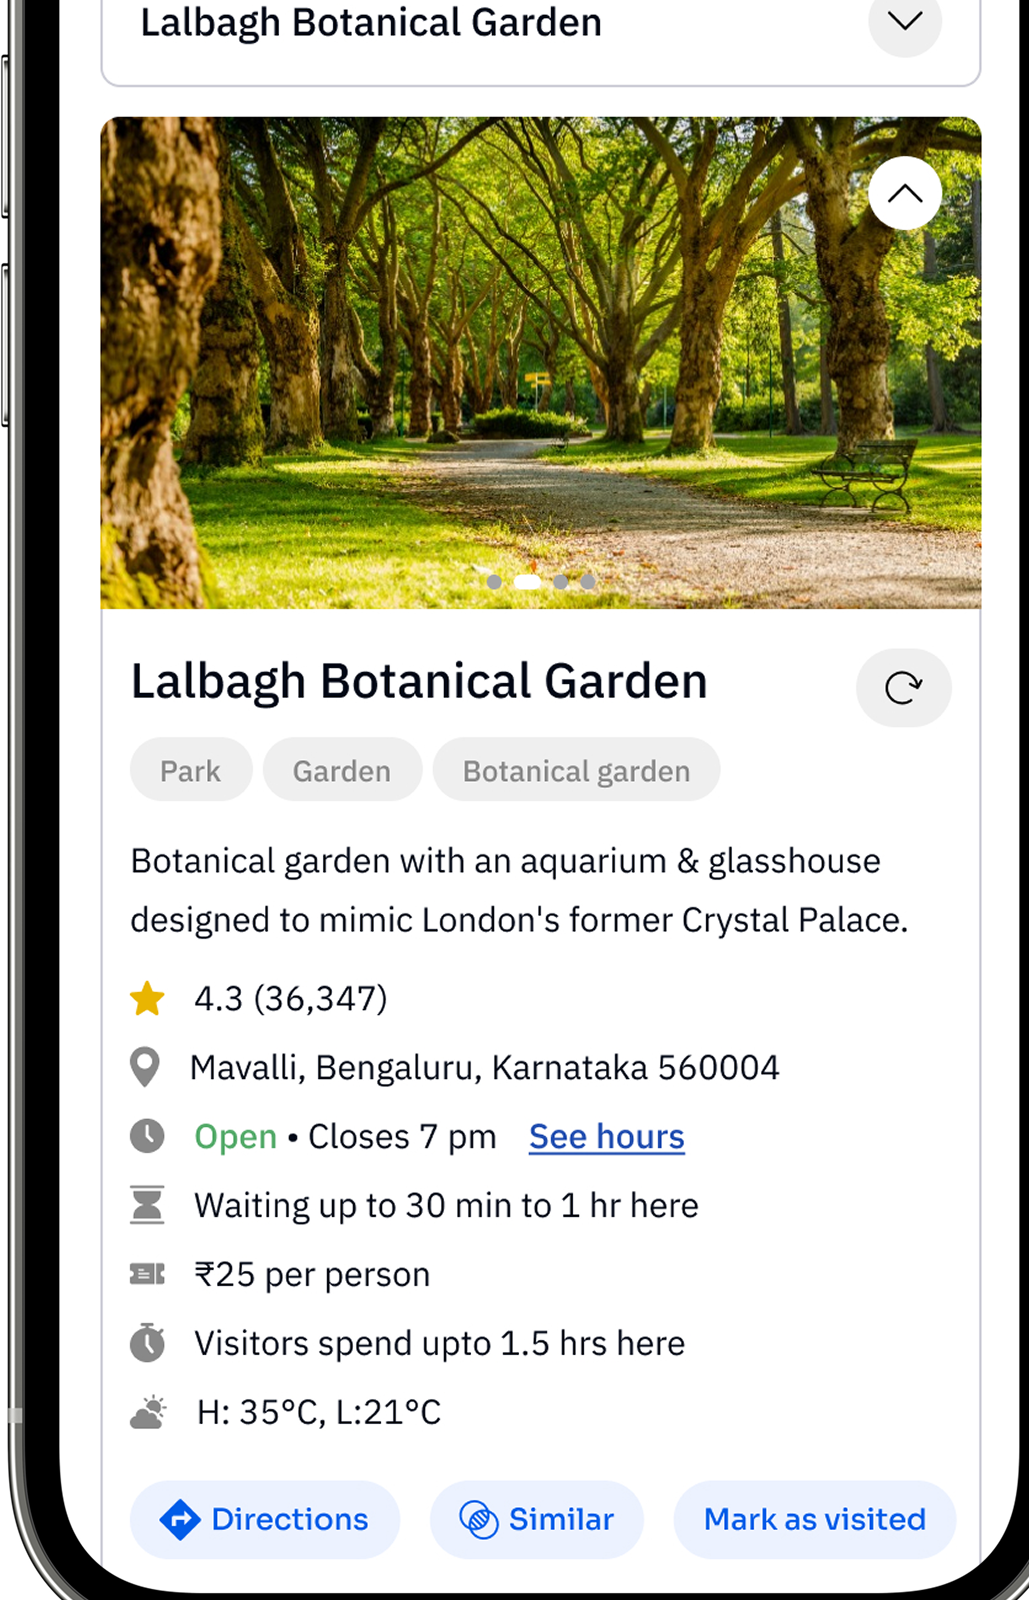 Lalbagh Botanical Garden
Lalbagh Botanical Garden
Park Garden Botanical garden
Botanical garden with an aquarium & glasshouse
designed to mimic London's former Crystal Palace.
4.3 (36,347)
Mavalli, Bengaluru, Karnataka 560004
Open • Closes 7 pm See hours
Waiting up to 30 min to 1 hr here
₹25 per person
Visitors spend upto 1.5 hrs here
H: 35°C, L:21°C
Directions Similar Mark as visited